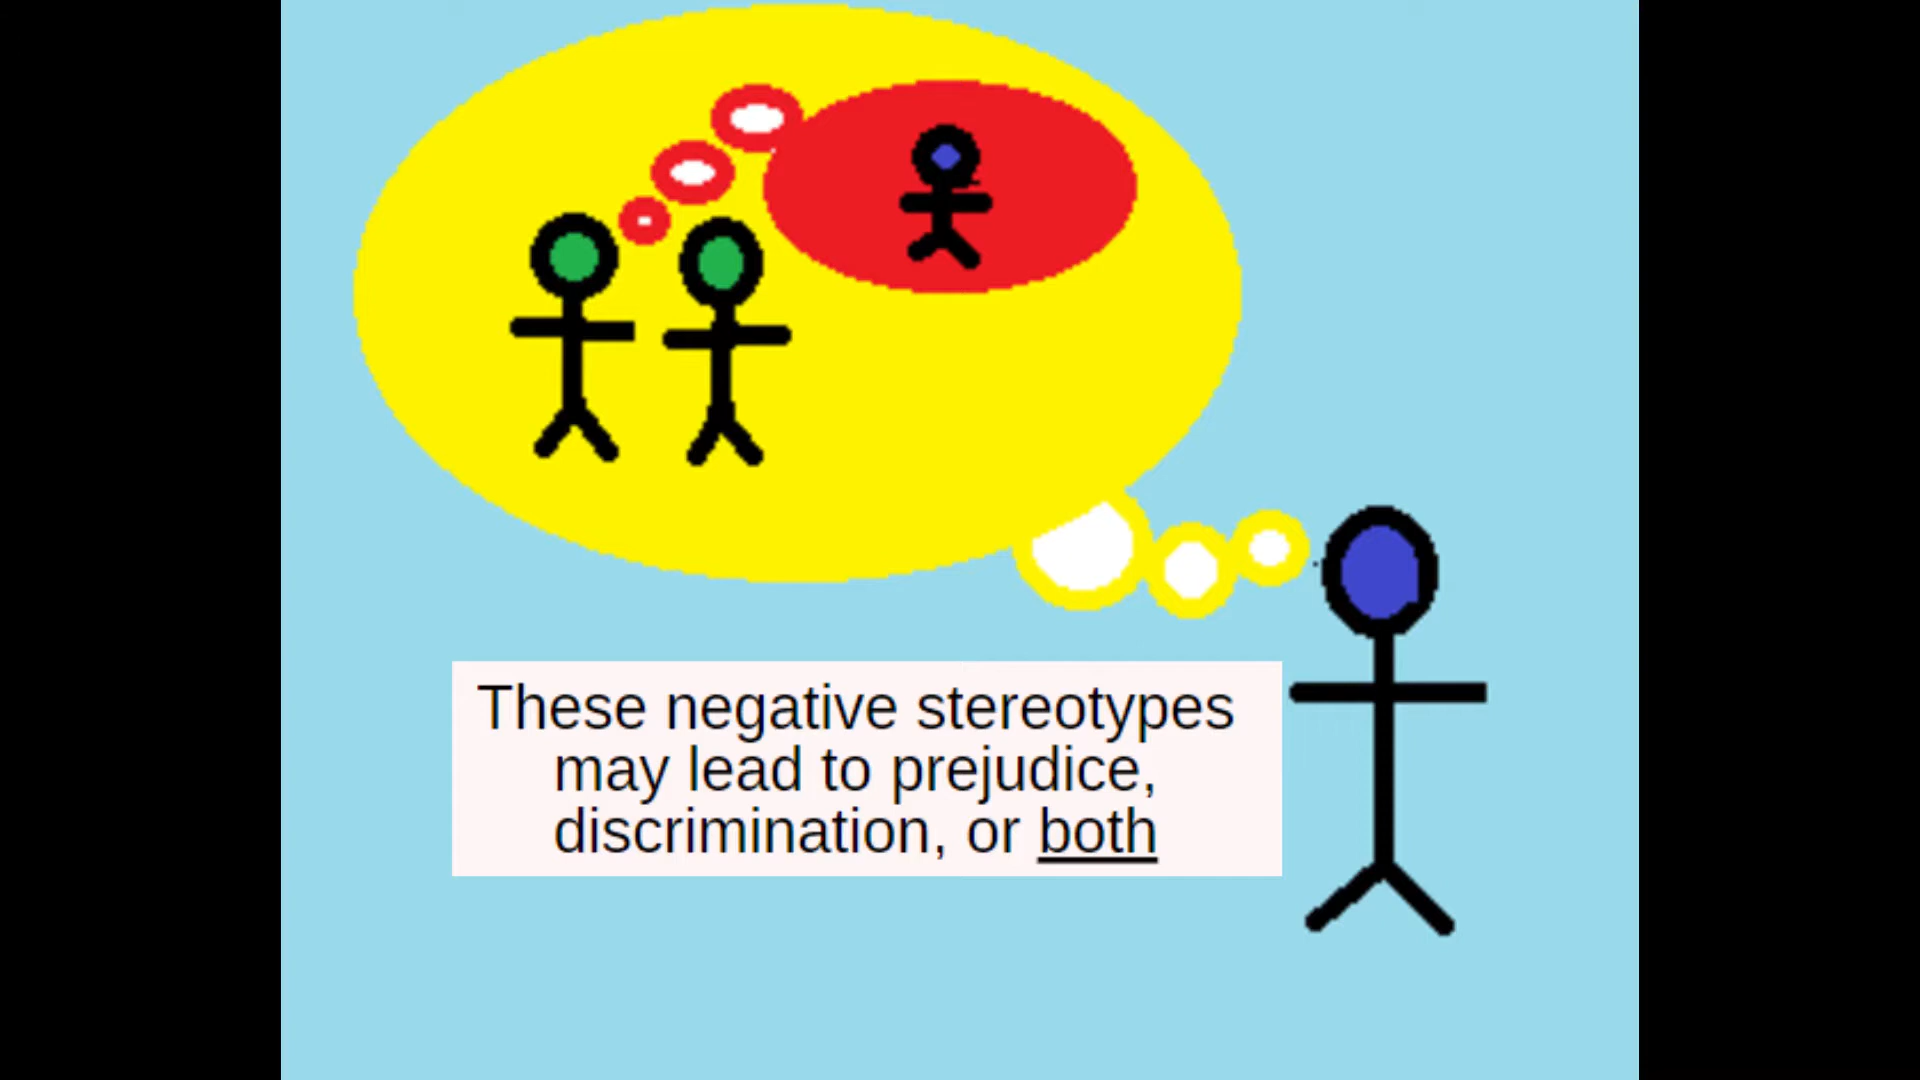 These negative stereotypes
may lead to prejudice,
discrimination, or both